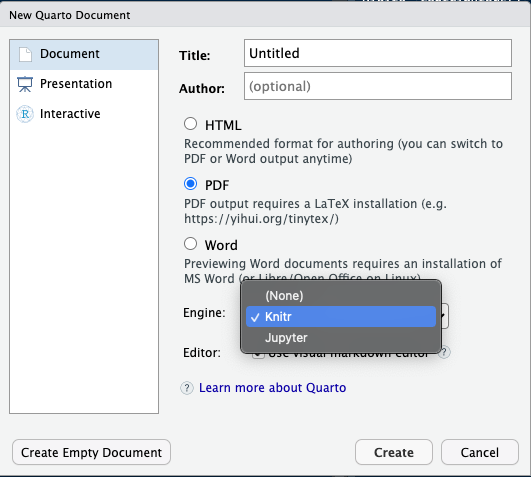 New Quarto Document
Document
Presentation
Interactive
Title:
Untitled
Author:
(optional)
HTML
Recommended format for authoring (you can switch to
PDF or Word output anytime)
PDF
PDF output requires a LaTeX installation (e.g.
https://yihui.org/tinytex/)
Word
Previewing Word documents requires an installation of
MS Word (or Libre/Open Office on Linux)
Engine:
(None)
✓ Knitr
Jupyter
Editor:
Use visual markdown editor ?
? Learn more about Quarto
Create Empty Document
Create
Cancel